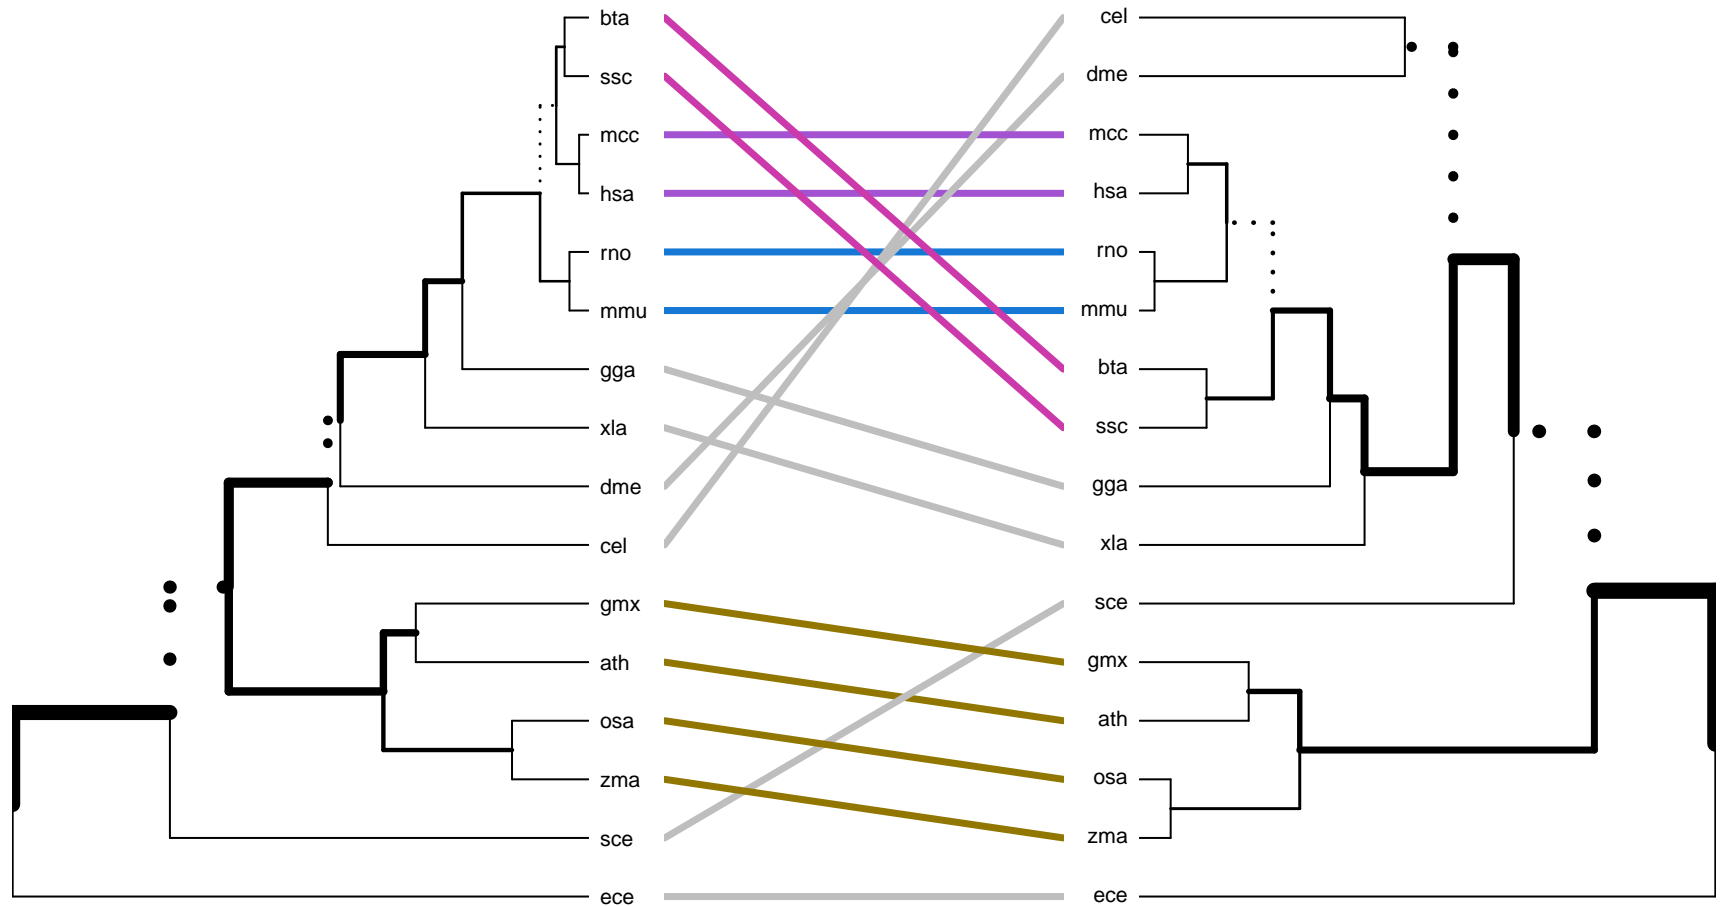 bta cel
ssc dme
mcc mcc
hsa hsa
rno rno
mmu mmu
gga bta
xla ssc
dme gga
cel xla
gmx sce
ath gmx
osa ath
zma osa
sce zma
ece ece